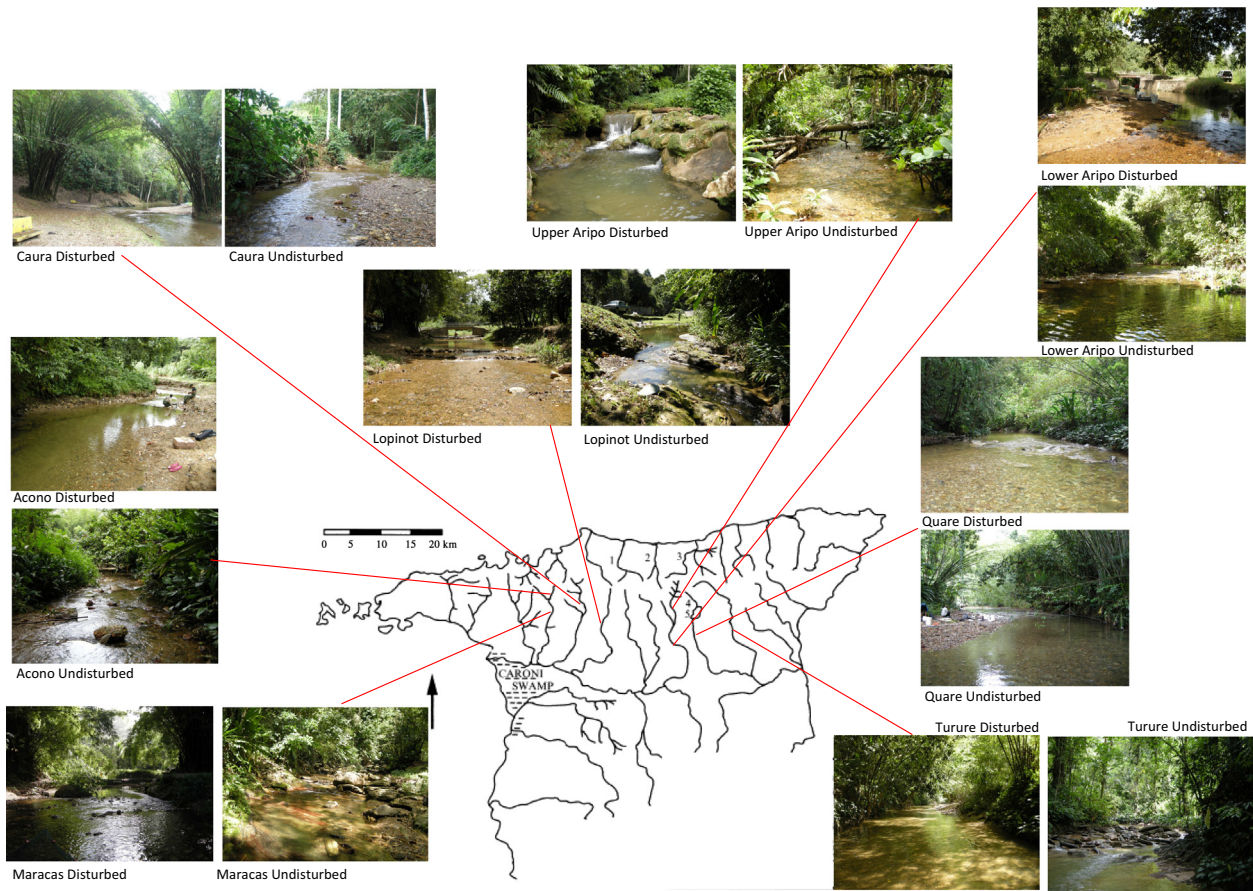 Caura Disturbed
Caura Undisturbed
Upper Aripo Disturbed
Upper Aripo Undisturbed
Lower Aripo Disturbed
Lower Aripo Undisturbed
Lopinot Disturbed
Lopinot Undisturbed
Acono Disturbed
Acono Undisturbed
Quare Disturbed
Quare Undisturbed
0 5 10 15 20 km
1
2
3
4
5
CARONI
SWAMP
Maracas Disturbed
Maracas Undisturbed
Turure Disturbed
Turure Undisturbed